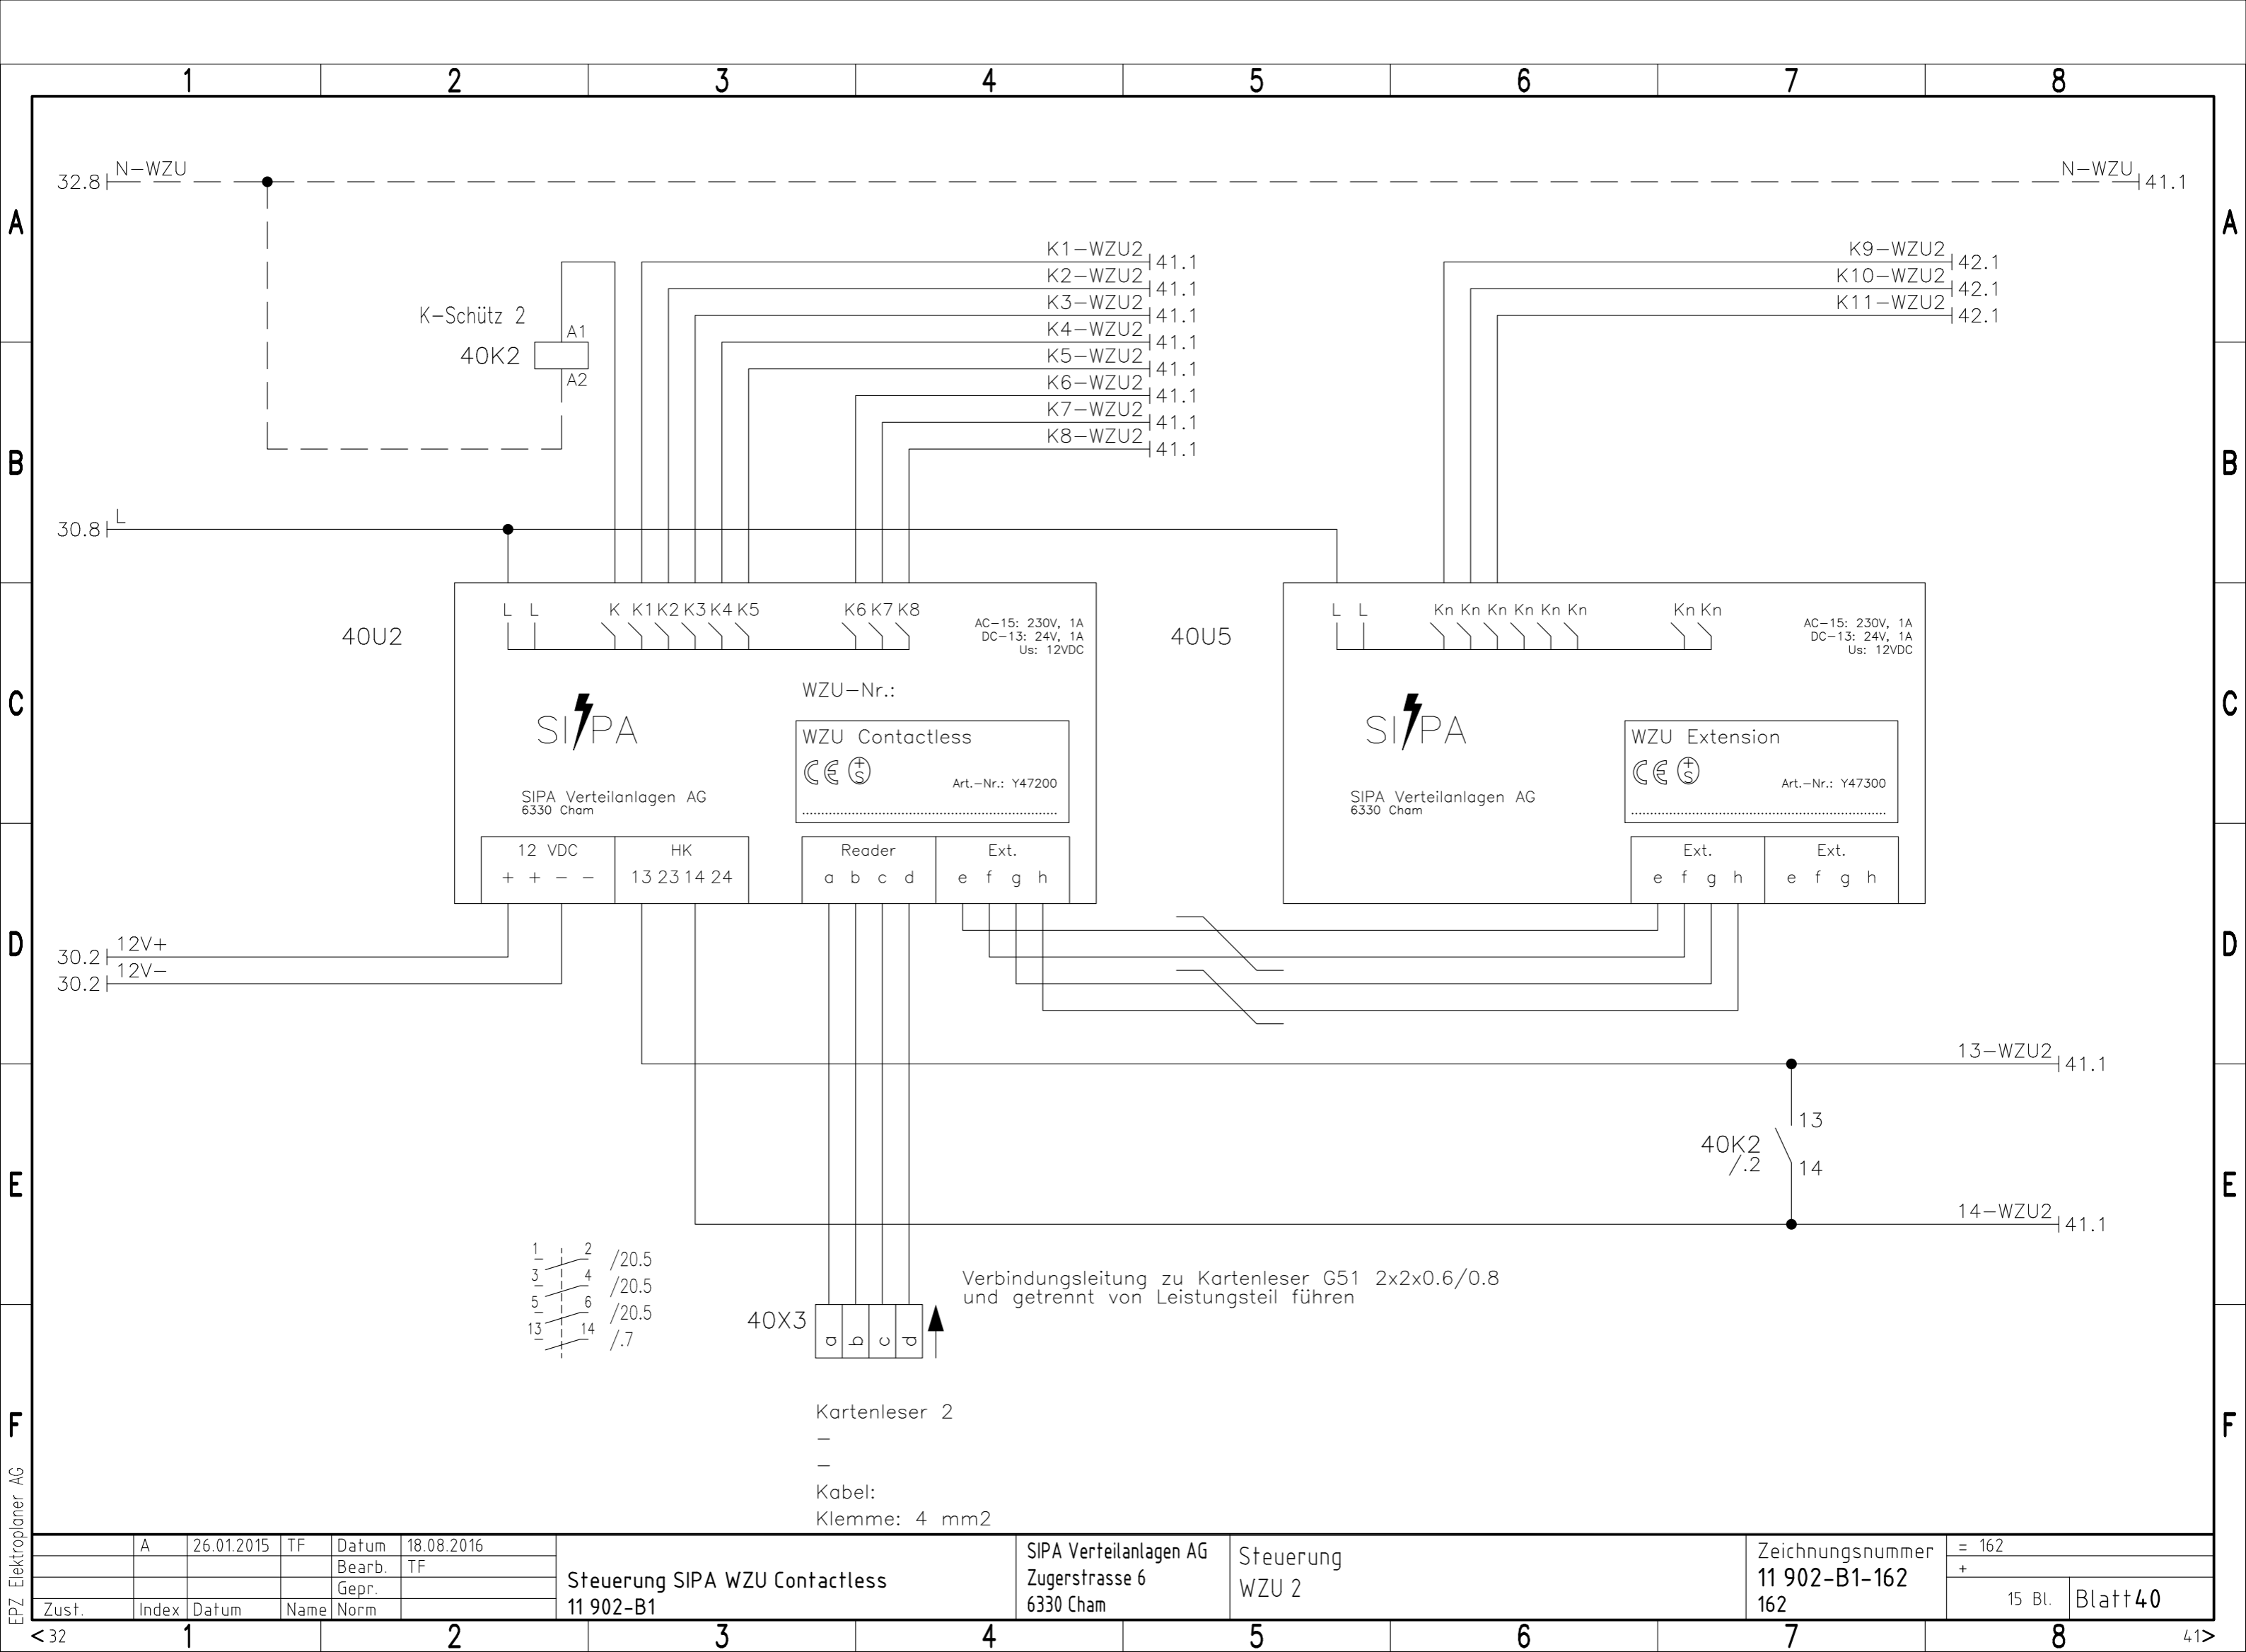 1 2 3 4 5 6 7 8
32.8 N-WZU
N-WZU 41.1
A A
K1-WZU2 41.1
K2-WZU2 41.1
K3-WZU2 41.1
K4-WZU2 41.1
K5-WZU2 41.1
K6-WZU2 41.1
K7-WZU2 41.1
K8-WZU2 41.1
K9-WZU2 42.1
K10-WZU2 42.1
K11-WZU2 42.1
K-Schütz 2
40K2
A1
A2
B B
30.8 L
40U2
L L K K1 K2 K3 K4 K5 K6 K7 K8
AC-15: 230V, 1A
DC-13: 24V, 1A
Us: 12VDC
WZU-Nr.:
SIPA
WZU Contactless
CE +S
Art.-Nr.: Y47200
SIPA Verteilanlagen AG
6330 Cham
12 VDC HK Reader Ext.
+ + - - 13 23 14 24 a b c d e f g h
40U5
L L Kn Kn Kn Kn Kn Kn Kn Kn
AC-15: 230V, 1A
DC-13: 24V, 1A
Us: 12VDC
SIPA
WZU Extension
CE +S
Art.-Nr.: Y47300
SIPA Verteilanlagen AG
6330 Cham
Ext. Ext.
e f g h e f g h
C C
D D
30.2 12V+
30.2 12V-
13-WZU2 41.1
40K2
/.2
13
14
14-WZU2 41.1
E E
1 2 /20.5
3 4 /20.5
5 6 /20.5
13 14 /.7
Verbindungsleitung zu Kartenleser G51 2x2x0.6/0.8
und getrennt von Leistungsteil führen
40X3 a b c d
Kartenleser 2
-
-
Kabel:
Klemme: 4 mm2
F F
EPZ Elektroplaner AG
A 26.01.2015 TF Datum 18.08.2016
Bearb. TF
Gepr.
Zust. Index Datum Name Norm
Steuerung SIPA WZU Contactless
11 902-B1
SIPA Verteilanlagen AG
Zugerstrasse 6
6330 Cham
Steuerung
WZU 2
Zeichnungsnummer
11 902-B1-162
162
= 162
+
15 Bl. Blatt 40
<32 1 2 3 4 5 6 7 8 41>